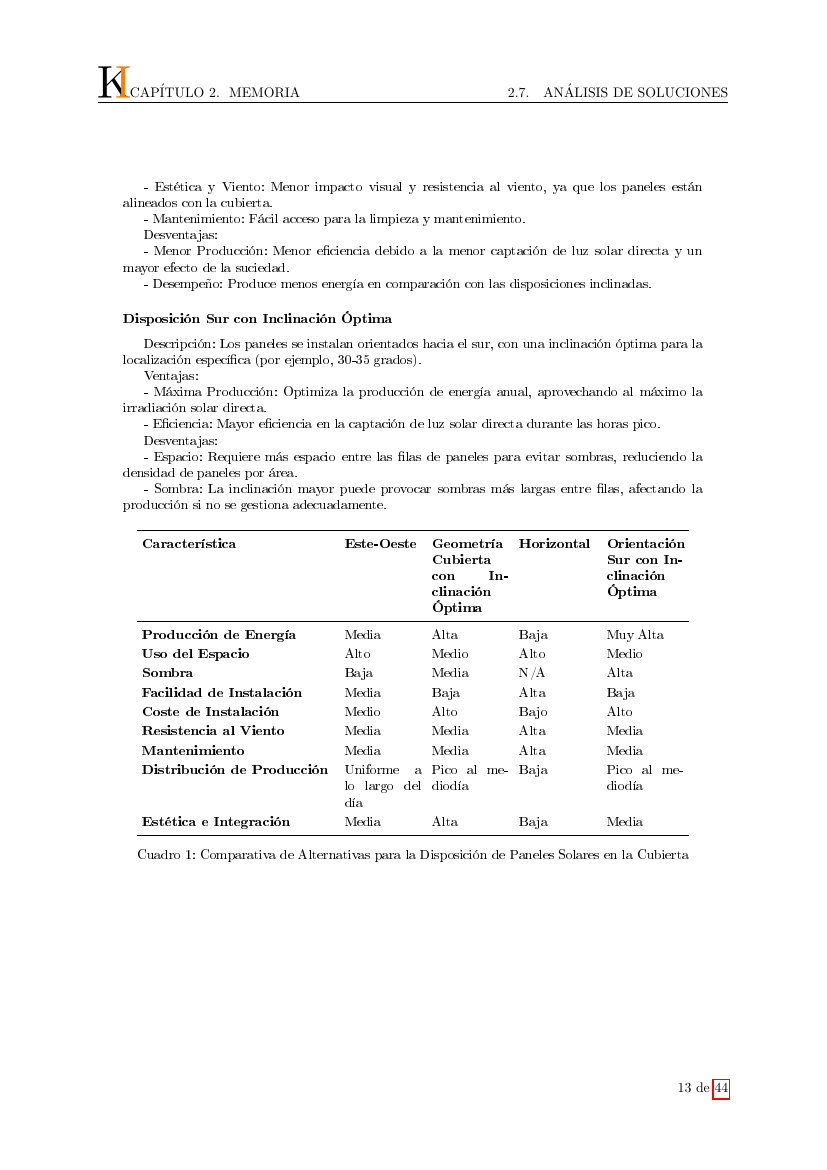 KI CAPÍTULO 2. MEMORIA 2.7. ANÁLISIS DE SOLUCIONES
- Estética y Viento: Menor impacto visual y resistencia al viento, ya que los paneles están
alineados con la cubierta.
- Mantenimiento: Fácil acceso para la limpieza y mantenimiento.
Desventajas:
- Menor Producción: Menor eficiencia debido a la menor captación de luz solar directa y un
mayor efecto de la suciedad.
- Desempeño: Produce menos energía en comparación con las disposiciones inclinadas.
Disposición Sur con Inclinación Óptima
Descripción: Los paneles se instalan orientados hacia el sur, con una inclinación óptima para la
localización específica (por ejemplo, 30-35 grados).
Ventajas:
- Máxima Producción: Optimiza la producción de energía anual, aprovechando al máximo la
irradiación solar directa.
- Eficiencia: Mayor eficiencia en la captación de luz solar directa durante las horas pico.
Desventajas:
- Espacio: Requiere más espacio entre las filas de paneles para evitar sombras, reduciendo la
densidad de paneles por área.
- Sombra: La inclinación mayor puede provocar sombras más largas entre filas, afectando la
producción si no se gestiona adecuadamente.
Característica Este-Oeste Geometría Horizontal Orientación
Cubierta Sur con In-
con In- clinación
clinación Óptima
Óptima
Producción de Energía Media Alta Baja Muy Alta
Uso del Espacio Alto Medio Alto Medio
Sombra Baja Media N/A Alta
Facilidad de Instalación Media Baja Alta Baja
Coste de Instalación Medio Alto Bajo Alto
Resistencia al Viento Media Media Alta Media
Mantenimiento Media Media Alta Media
Distribución de Producción Uniforme a Pico al me- Baja Pico al me-
lo largo del diodía diodía
día
Estética e Integración Media Alta Baja Media
Cuadro 1: Comparativa de Alternativas para la Disposición de Paneles Solares en la Cubierta
13 de 44